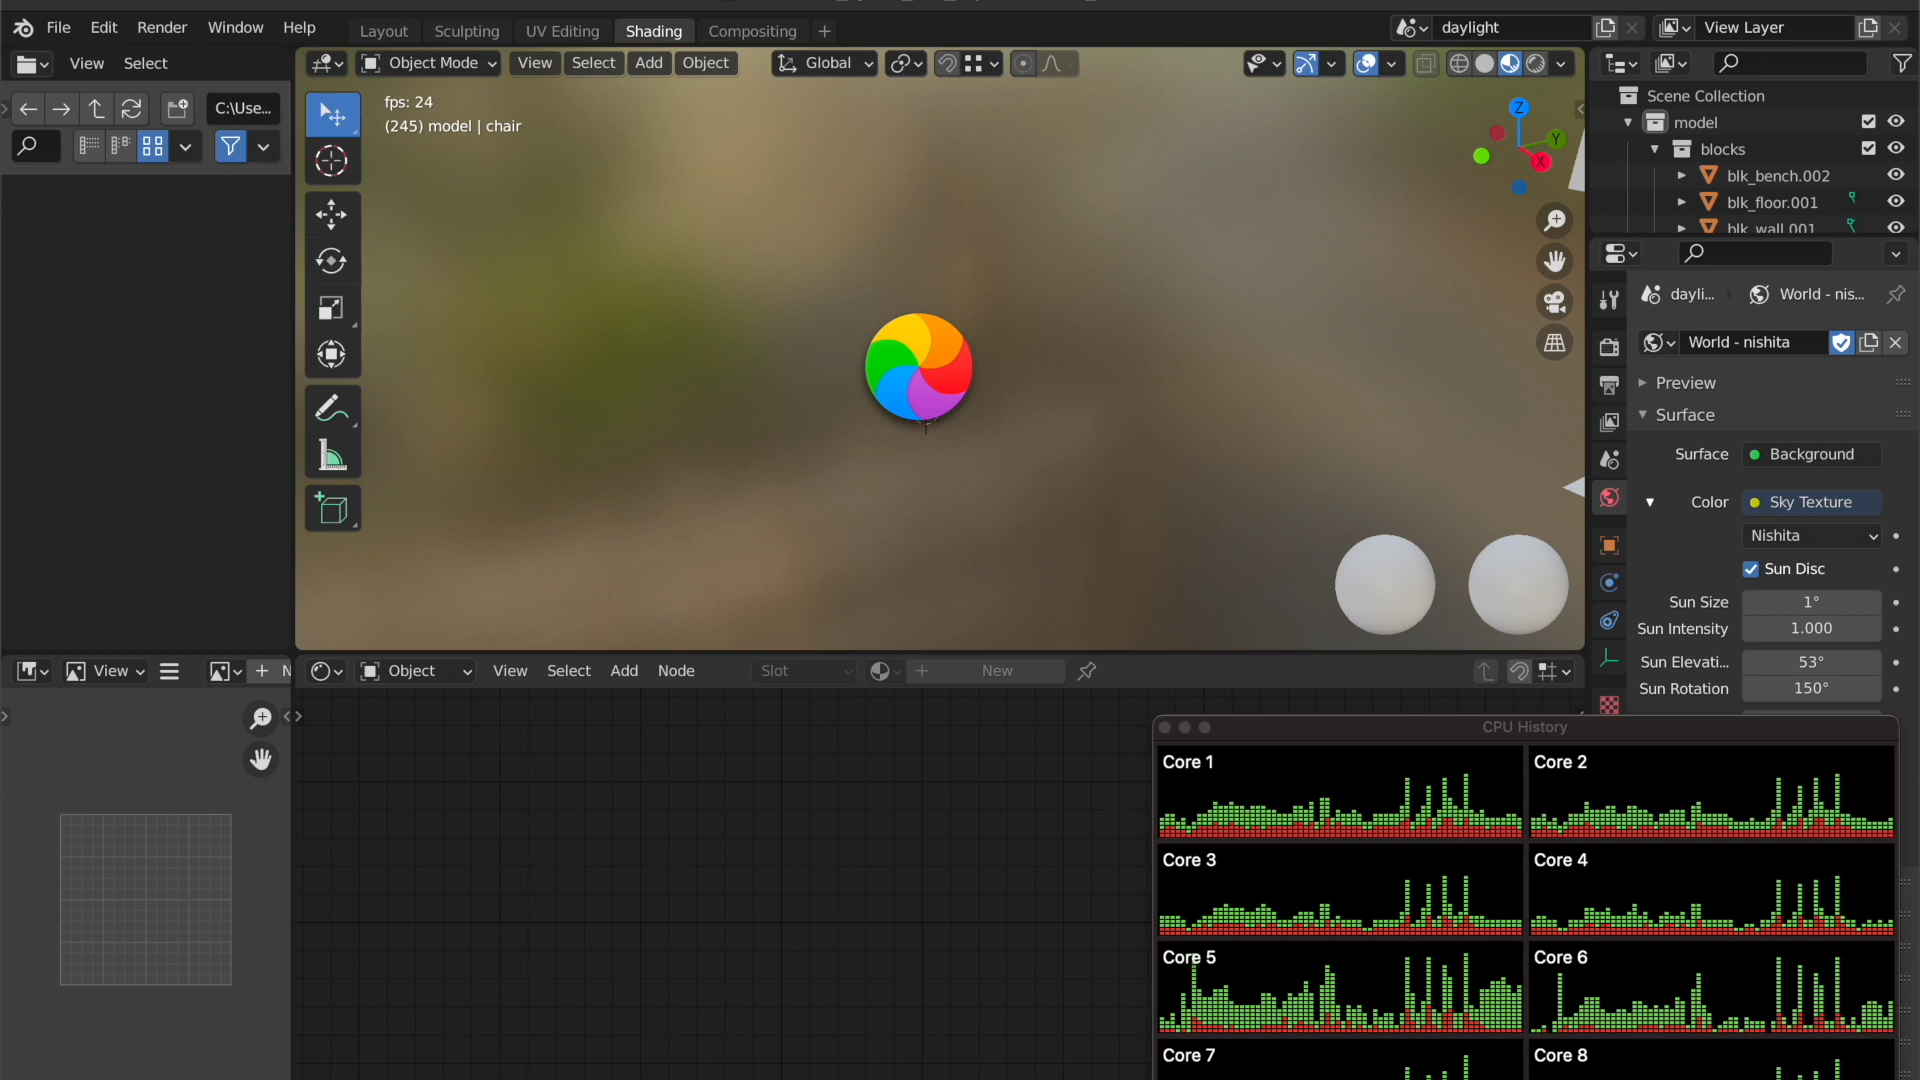 File Edit Render Window Help
Layout Sculpting UV Editing Shading Compositing +
daylight
View Layer
View Select
Object Mode View Select Add Object
Global
C:\Use...
fps: 24
(245) model | chair
Z
Y
X
Scene Collection
model
blocks
blk_bench.002
blk_floor.001
blk_wall.001
dayli...
World - nis...
World - nishita
Preview
Surface
Surface Background
Color Sky Texture
Nishita
Sun Disc
Sun Size 1°
Sun Intensity 1.000
Sun Elevati... 53°
Sun Rotation 150°
View
+ N
Object View Select Add Node Slot + New
CPU History
Core 1
Core 2
Core 3
Core 4
Core 5
Core 6
Core 7
Core 8